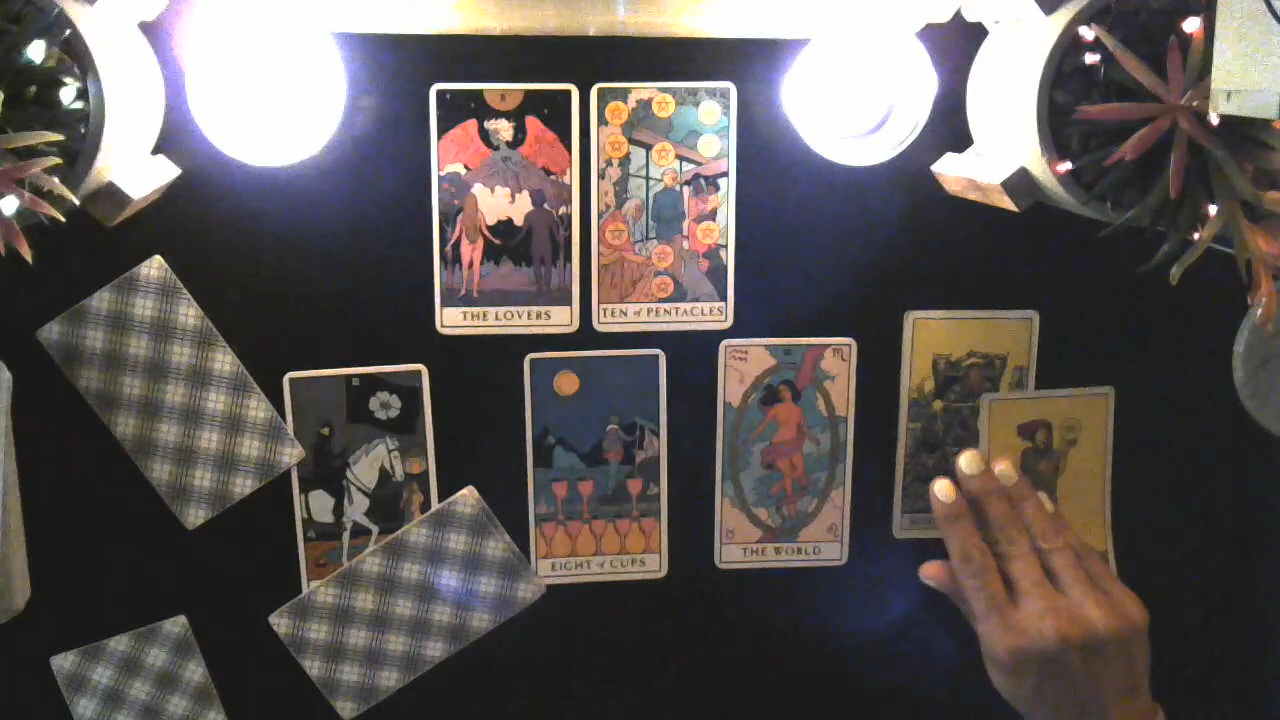 THE LOVERS
TEN of PENTACLES
EIGHT of CUPS
THE WORLD